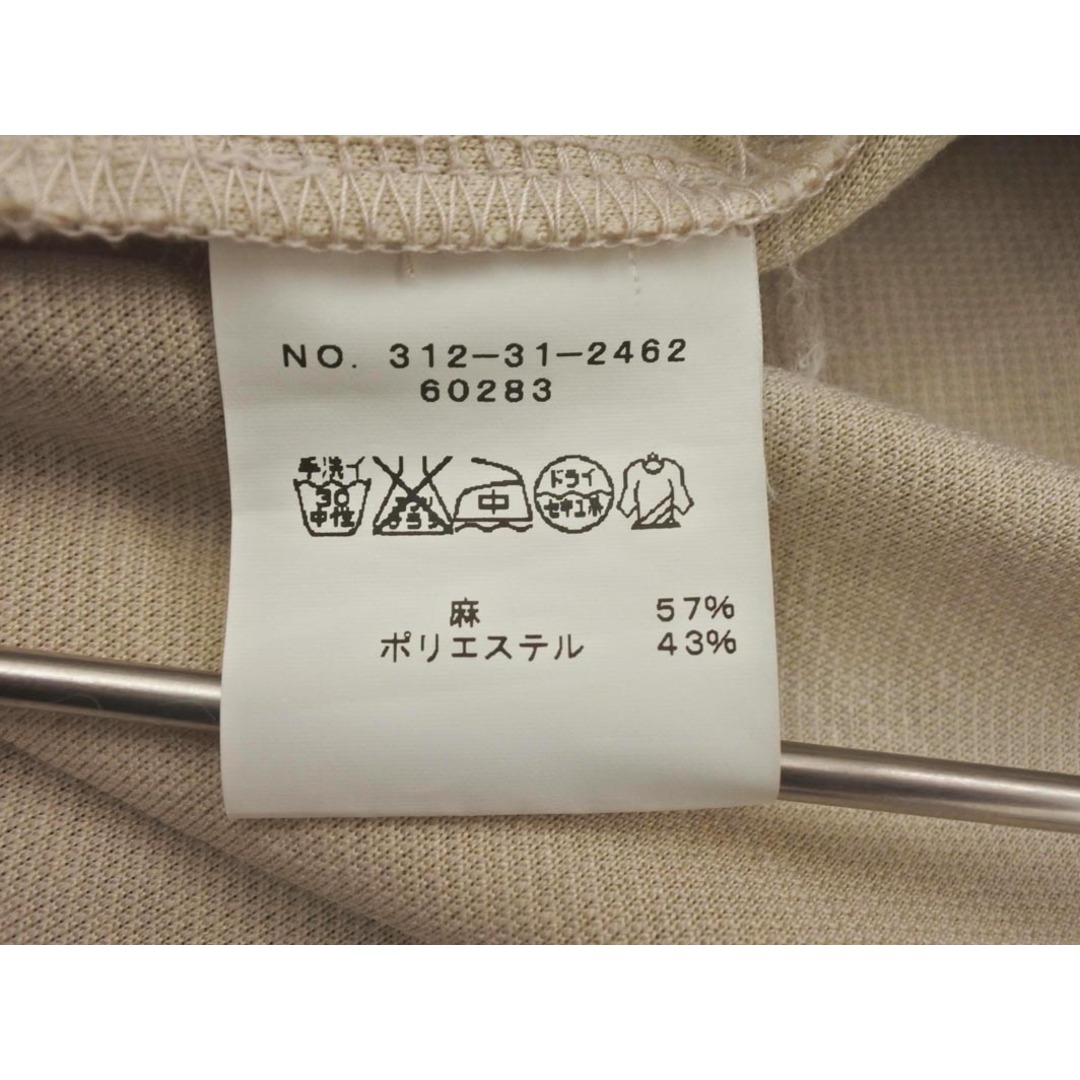 NO. 312-31-2462
60283
手洗イ
30
中性
中
ドライ
セキユ系
麻 57%
ポリエステル 43%